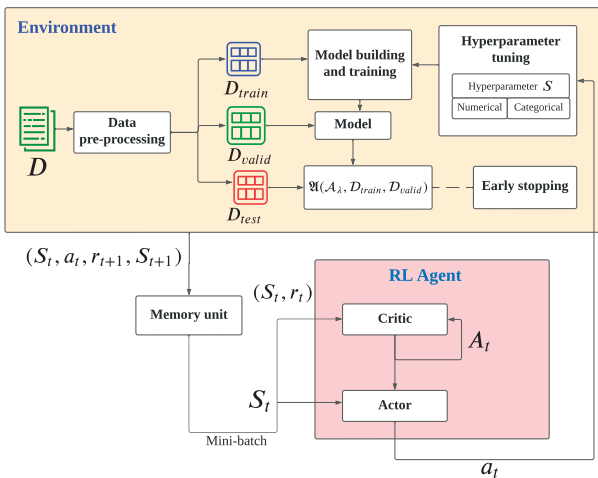 Environment
D
Data
pre-processing
D_train
D_valid
D_test
Model building
and training
Model
𝔄(𝒜_λ, 𝒟_train, 𝒟_valid)
Hyperparameter
tuning
Hyperparameter S
Numerical
Categorical
Early stopping
(S_t, a_t, r_{t+1}, S_{t+1})
Memory unit
Mini-batch
(S_t, r_t)
S_t
RL Agent
Critic
A_t
Actor
a_t